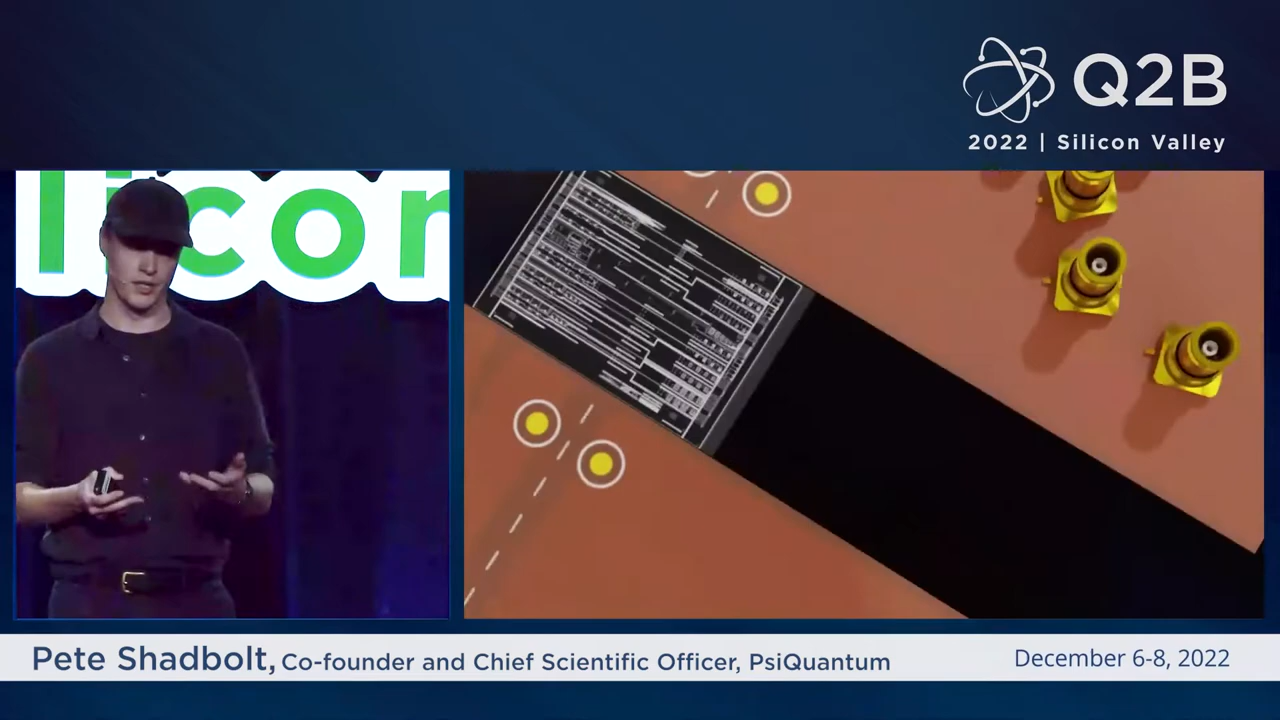 Q2B
2022 | Silicon Valley
licon
Pete Shadbolt, Co-founder and Chief Scientific Officer, PsiQuantum
December 6-8, 2022